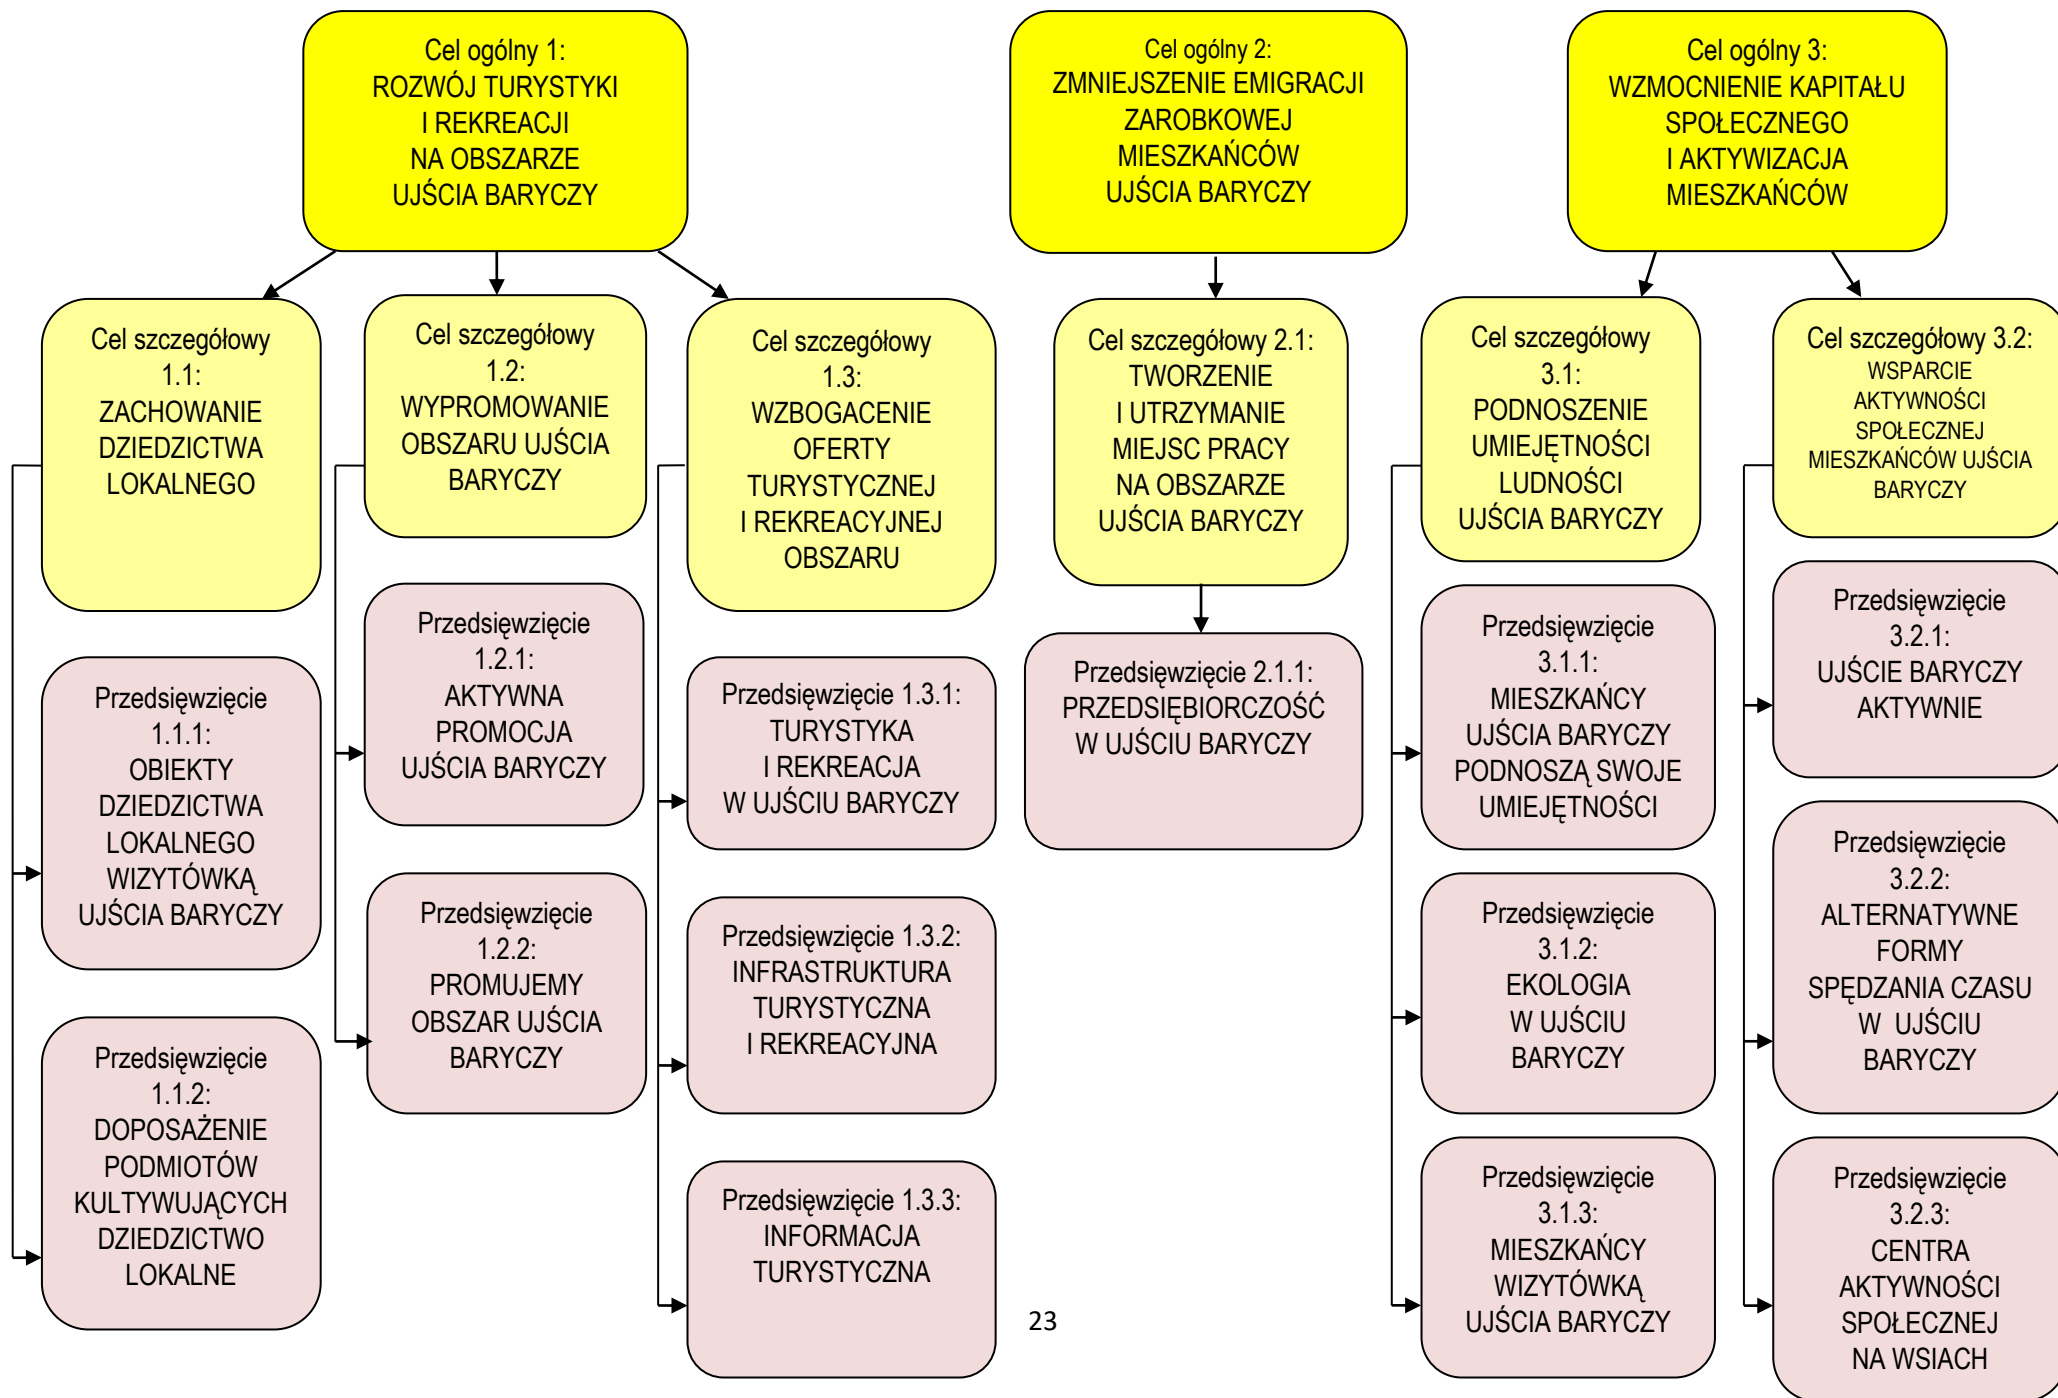 Cel ogólny 1:
ROZWÓJ TURYSTYKI
I REKREACJI
NA OBSZARZE
UJŚCIA BARYCZY
Cel ogólny 2:
ZMNIEJSZENIE EMIGRACJI
ZAROBKOWEJ
MIESZKAŃCÓW
UJŚCIA BARYCZY
Cel ogólny 3:
WZMOCNIENIE KAPITAŁU
SPOŁECZNEGO
I AKTYWIZACJA
MIESZKAŃCÓW
Cel szczegółowy
1.1:
ZACHOWANIE
DZIEDZICTWA
LOKALNEGO
Cel szczegółowy
1.2:
WYPROMOWANIE
OBSZARU UJŚCIA
BARYCZY
Cel szczegółowy
1.3:
WZBOGACENIE
OFERTY
TURYSTYCZNEJ
I REKREACYJNEJ
OBSZARU
Cel szczegółowy 2.1:
TWORZENIE
I UTRZYMANIE
MIEJSC PRACY
NA OBSZARZE
UJŚCIA BARYCZY
Cel szczegółowy
3.1:
PODNOSZENIE
UMIEJĘTNOŚCI
LUDNOŚCI
UJŚCIA BARYCZY
Cel szczegółowy 3.2:
WSPARCIE
AKTYWNOŚCI
SPOŁECZNEJ
MIESZKAŃCÓW UJŚCIA
BARYCZY
Przedsięwzięcie
1.1.1:
OBIEKTY
DZIEDZICTWA
LOKALNEGO
WIZYTÓWKĄ
UJŚCIA BARYCZY
Przedsięwzięcie
1.2.1:
AKTYWNA
PROMOCJA
UJŚCIA BARYCZY
Przedsięwzięcie 1.3.1:
TURYSTYKA
I REKREACJA
W UJŚCIU BARYCZY
Przedsięwzięcie 2.1.1:
PRZEDSIĘBIORCZOŚĆ
W UJŚCIU BARYCZY
Przedsięwzięcie
3.1.1:
MIESZKAŃCY
UJŚCIA BARYCZY
PODNOSZĄ SWOJE
UMIEJĘTNOŚCI
Przedsięwzięcie
3.2.1:
UJŚCIE BARYCZY
AKTYWNIE
Przedsięwzięcie
1.1.2:
DOPOSAŻENIE
PODMIOTÓW
KULTYWUJĄCYCH
DZIEDZICTWO
LOKALNE
Przedsięwzięcie
1.2.2:
PROMUJEMY
OBSZAR UJŚCIA
BARYCZY
Przedsięwzięcie 1.3.2:
INFRASTRUKTURA
TURYSTYCZNA
I REKREACYJNA
Przedsięwzięcie
3.1.2:
EKOLOGIA
W UJŚCIU
BARYCZY
Przedsięwzięcie
3.2.2:
ALTERNATYWNE
FORMY
SPĘDZANIA CZASU
W UJŚCIU
BARYCZY
Przedsięwzięcie 1.3.3:
INFORMACJA
TURYSTYCZNA
Przedsięwzięcie
3.1.3:
MIESZKAŃCY
WIZYTÓWKĄ
UJŚCIA BARYCZY
Przedsięwzięcie
3.2.3:
CENTRA
AKTYWNOŚCI
SPOŁECZNEJ
NA WSIACH
23